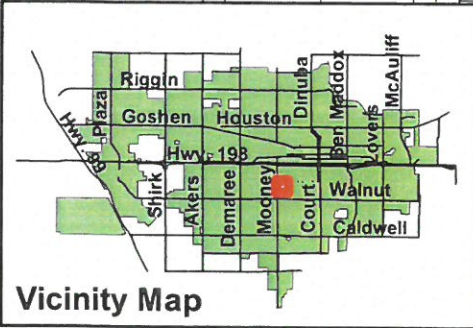 Riggin
Goshen
Houston
Hwy. 198
Walnut
Caldwell
Hwy. 99
Plaza
Shirk
Akers
Demaree
Mooney
Court
Dinuba
Ben Maddox
Lovers
McAuliff
Vicinity Map